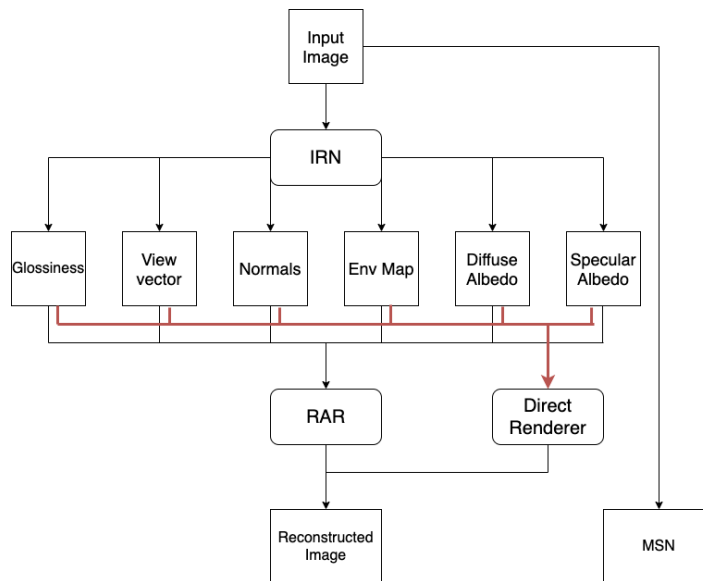 Input
Image
IRN
Glossiness
View
vector
Normals
Env Map
Diffuse
Albedo
Specular
Albedo
RAR
Direct
Renderer
Reconstructed
Image
MSN